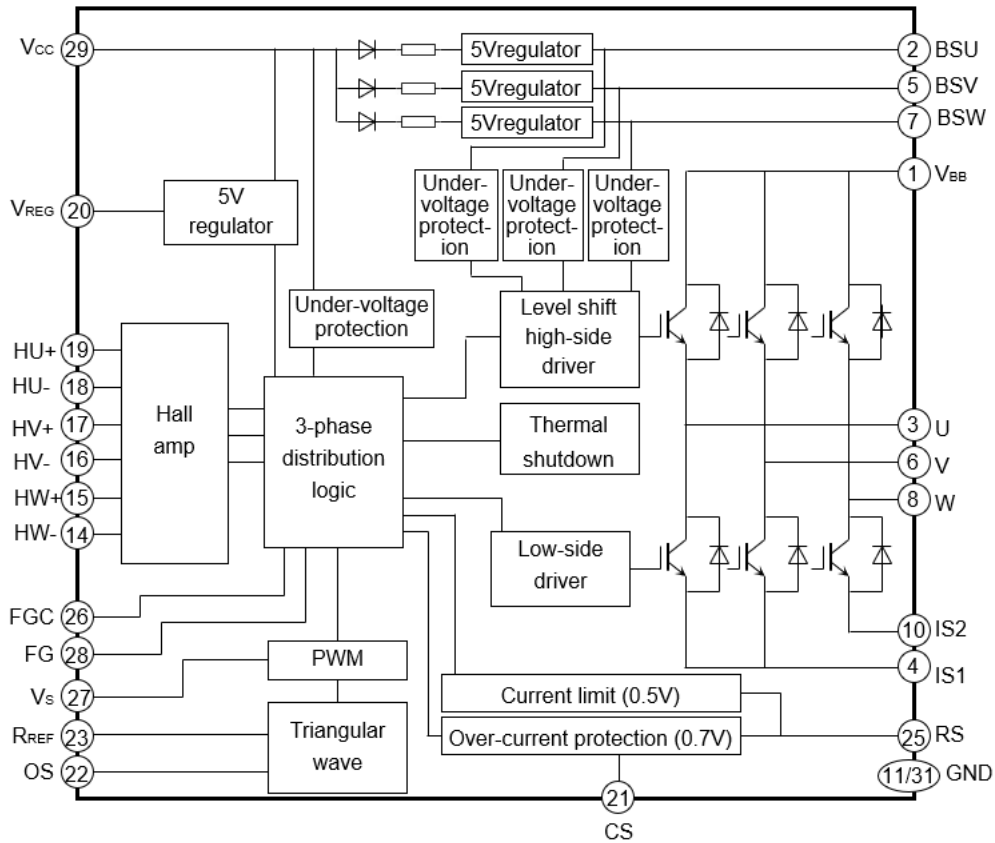 VCC 29
5Vregulator
2 BSU
5Vregulator
5 BSV
5Vregulator
7 BSW
1 VBB
Under-
voltage
protect-
ion
Under-
voltage
protect-
ion
Under-
voltage
protect-
ion
VREG 20
5V
regulator
Under-voltage
protection
Level shift
high-side
driver
HU+ 19
HU- 18
HV+ 17
HV- 16
HW+ 15
HW- 14
Hall
amp
3-phase
distribution
logic
Thermal
shutdown
3 U
6 V
8 W
Low-side
driver
FGC 26
FG 28
VS 27
RREF 23
OS 22
PWM
Triangular
wave
10 IS2
4 IS1
Current limit (0.5V)
Over-current protection (0.7V)
25 RS
11/31 GND
21
CS